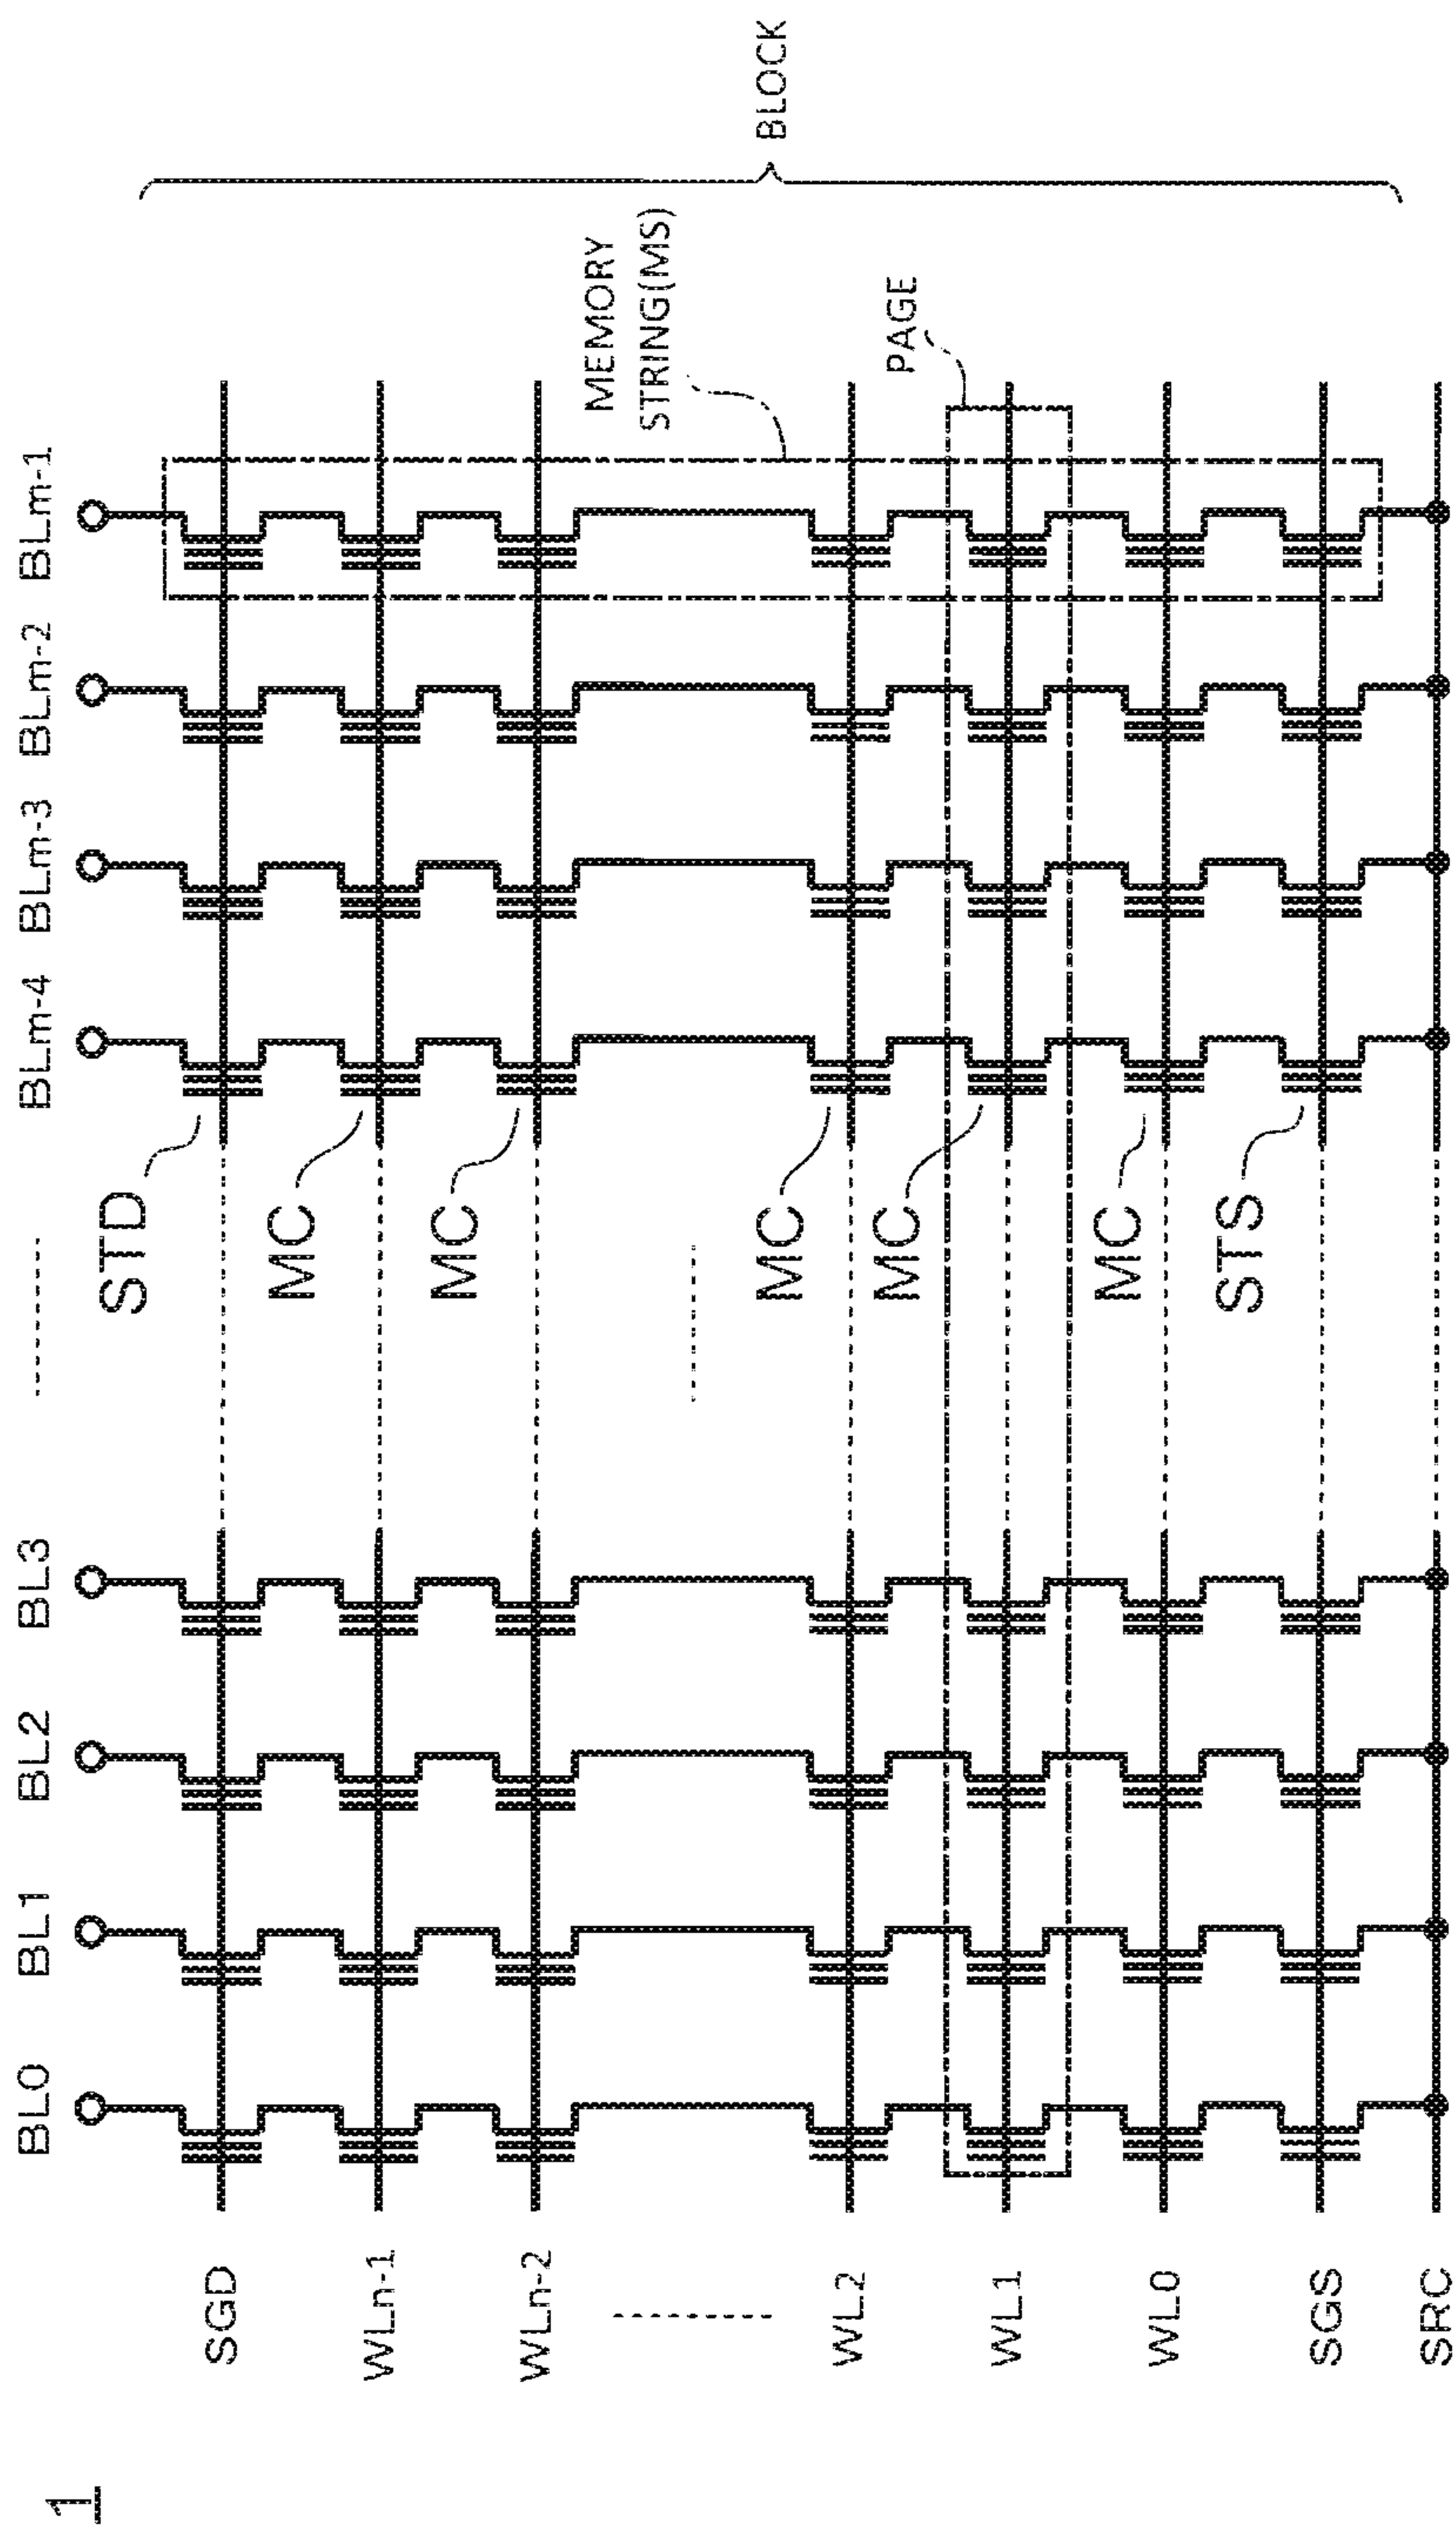 1
BL0 BL1 BL2 BL3 BLm-4 BLm-3 BLm-2 BLm-1
SGD
STD
WLn-1
MC
WLn-2
MC
MEMORY
STRING(MS)
BLOCK
WL2
MC
WL1
MC
PAGE
WL0
MC
SGS
STS
SRC